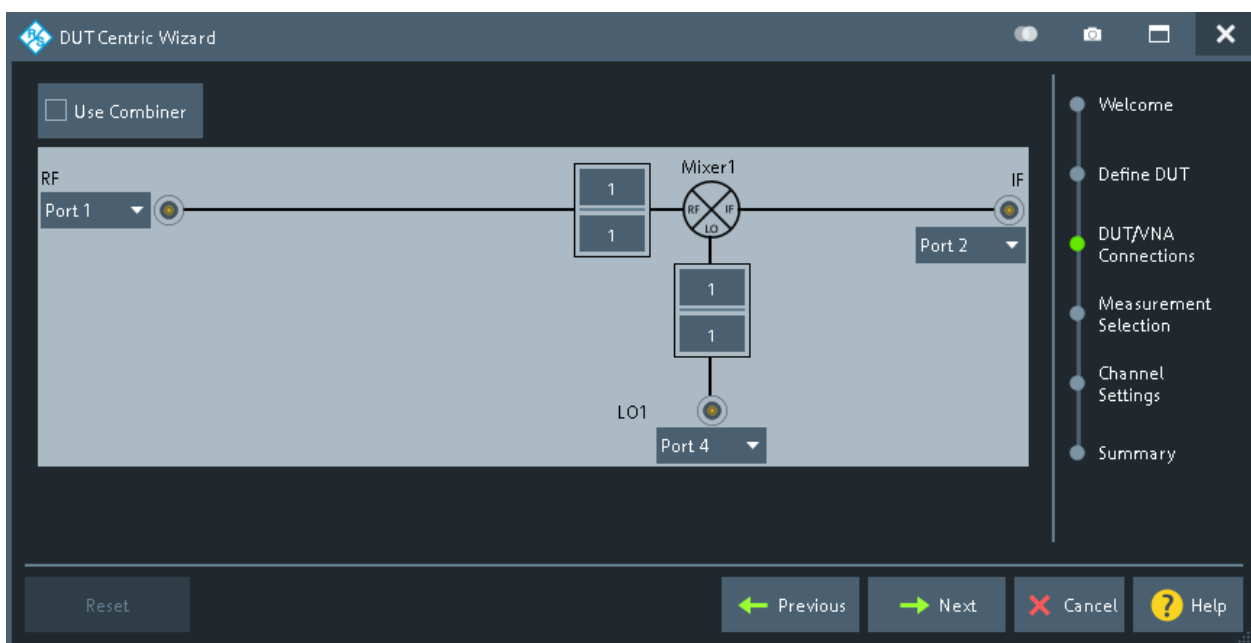 DUT Centric Wizard
Use Combiner
RF
Port 1
1
1
Mixer1
RF IF
LO
IF
Port 2
1
1
LO1
Port 4
Welcome
Define DUT
DUT/VNA
Connections
Measurement
Selection
Channel
Settings
Summary
Reset
Previous
Next
Cancel
? Help